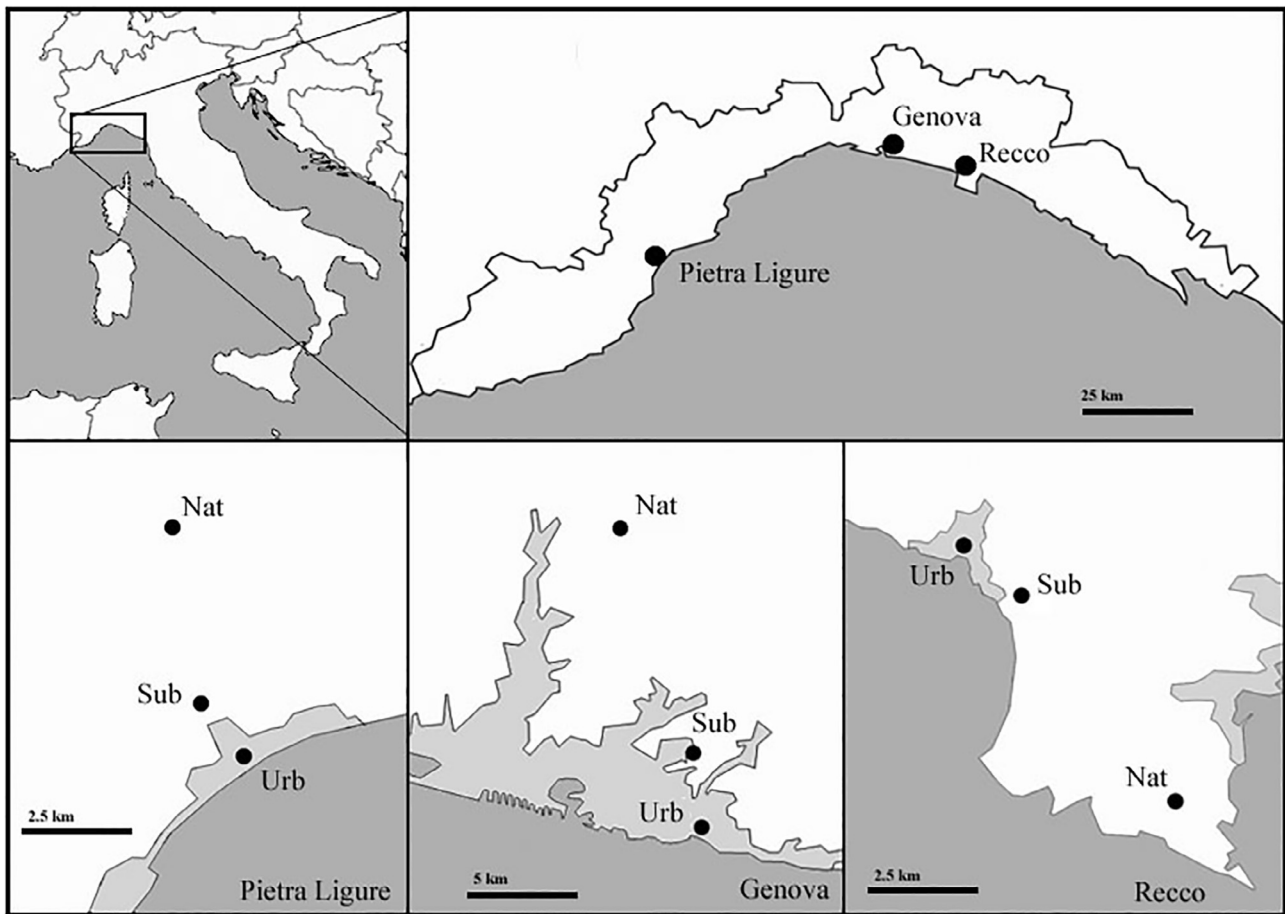 Genova
Recco
Pietra Ligure
25 km
Nat
Sub
Urb
2.5 km
Pietra Ligure
Nat
Sub
Urb
5 km
Genova
Urb
Sub
Nat
2.5 km
Recco